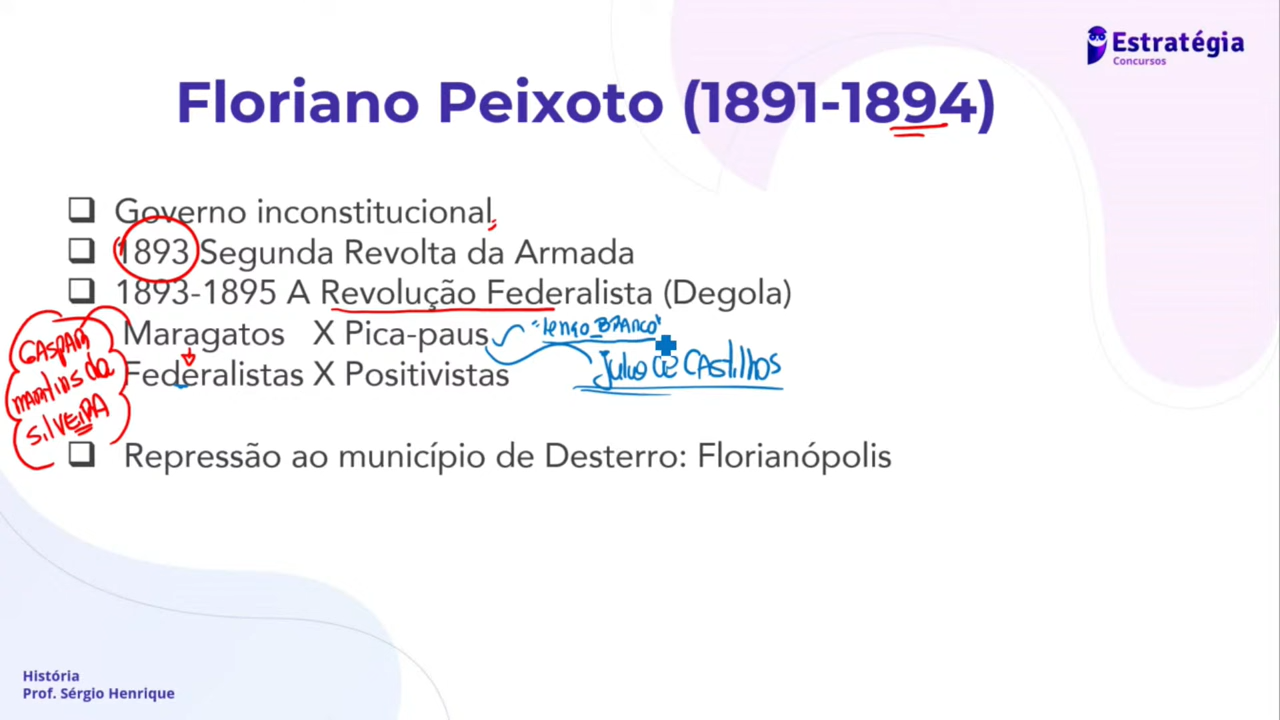 Estratégia
Concursos
Floriano Peixoto (1891-1894)
Governo inconstitucional
1893 Segunda Revolta da Armada
1893-1895 A Revolução Federalista (Degola)
Maragatos X Pica-paus "lenço BRANCO"
Federalistas X Positivistas Julio DE CASTILHOS
GASPAR
MARTINS da
SILVEIRA
Repressão ao município de Desterro: Florianópolis
História
Prof. Sérgio Henrique